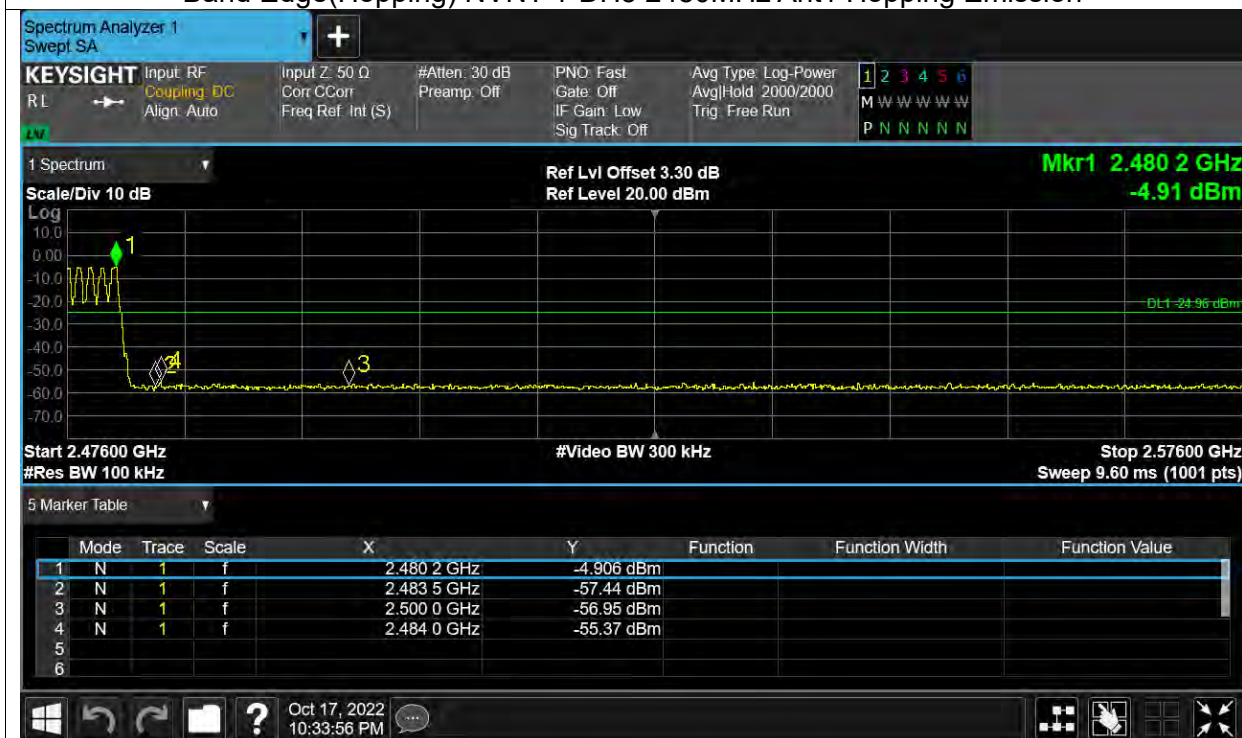 Spectrum Analyzer 1
Swept SA
+
KEYSIGHT Input: RF Input Z: 50 Ω #Atten: 30 dB PNO: Fast Avg Type: Log-Power 1 2 3 4 5 6
RL Coupling: DC Corr CCorr Preamp: Off Gate: Off Avg|Hold: 2000/2000 M W W W W W
Align: Auto Freq Ref: Int (S) IF Gain: Low Trig: Free Run
Sig Track: Off P N N N N N
1 Spectrum
Ref Lvl Offset 3.30 dB Mkr1 2.480 2 GHz
Scale/Div 10 dB Ref Level 20.00 dBm -4.91 dBm
Log
10.0
0.00
-10.0
-20.0
-30.0
-40.0
-50.0
-60.0
-70.0
1
DL1 -24.96 dBm
2 4 3
Start 2.47600 GHz #Video BW 300 kHz Stop 2.57600 GHz
#Res BW 100 kHz Sweep 9.60 ms (1001 pts)
5 Marker Table
Mode Trace Scale X Y Function Function Width Function Value
1 N 1 f 2.480 2 GHz -4.906 dBm
2 N 1 f 2.483 5 GHz -57.44 dBm
3 N 1 f 2.500 0 GHz -56.95 dBm
4 N 1 f 2.484 0 GHz -55.37 dBm
5
6
? Oct 17, 2022
10:33:56 PM